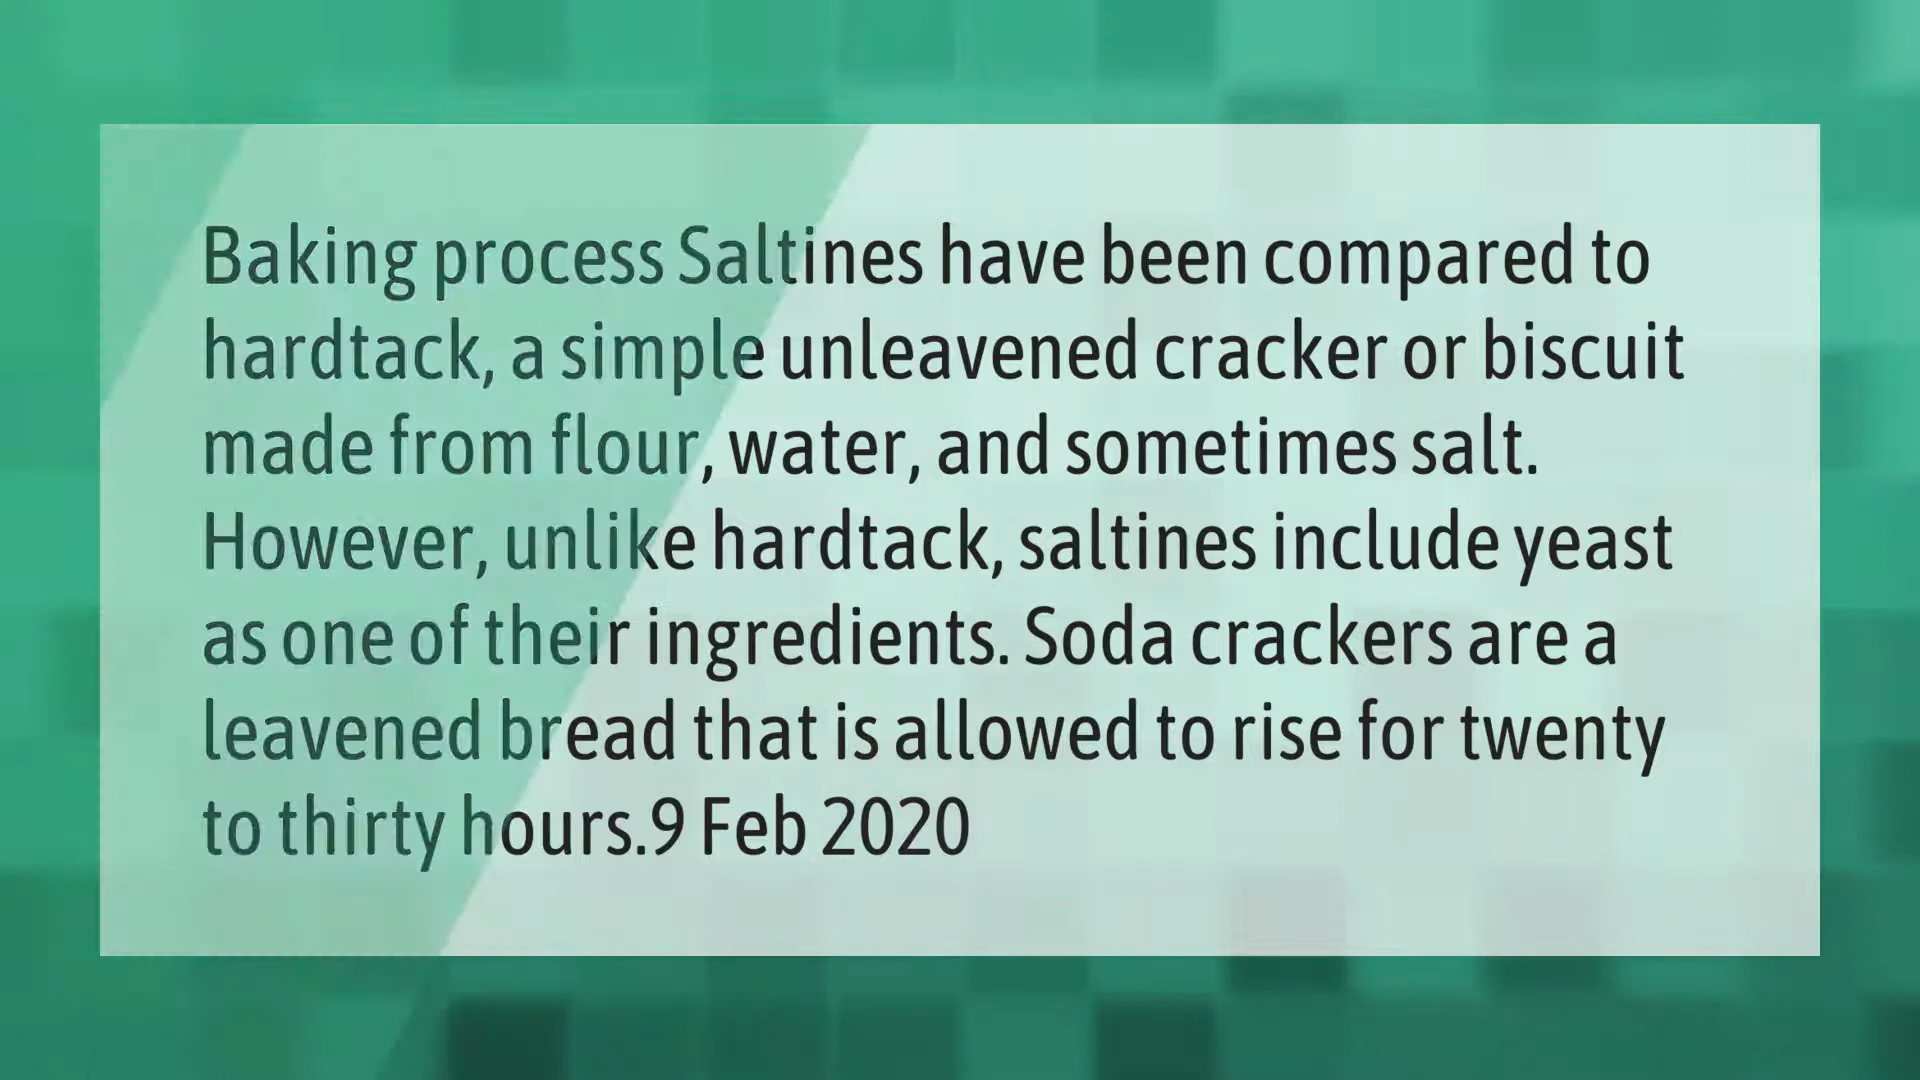 Baking process Saltines have been compared to
hardtack, a simple unleavened cracker or biscuit
made from flour, water, and sometimes salt.
However, unlike hardtack, saltines include yeast
as one of their ingredients. Soda crackers are a
leavened bread that is allowed to rise for twenty
to thirty hours.9 Feb 2020